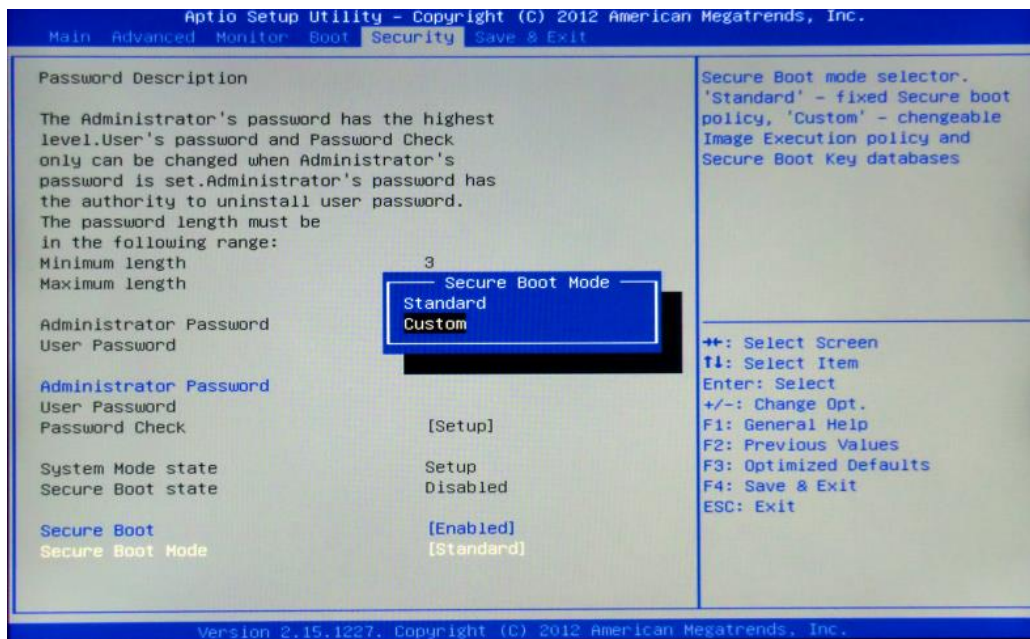 Aptio Setup Utility – Copyright (C) 2012 American Megatrends, Inc.
Main Advanced Monitor Boot Security Save & Exit
Password Description
The Administrator's password has the highest
level.User's password and Password Check
only can be changed when Administrator's
password is set.Administrator's password has
the authority to uninstall user password.
The password length must be
in the following range:
Minimum length 3
Maximum length
Administrator Password
User Password
Administrator Password
User Password
Password Check [Setup]
System Mode state Setup
Secure Boot state Disabled
Secure Boot [Enabled]
Secure Boot Mode [Standard]
Secure Boot Mode
Standard
Custom
Secure Boot mode selector.
'Standard' – fixed Secure boot
policy, 'Custom' – chengeable
Image Execution policy and
Secure Boot Key databases
→←: Select Screen
↑↓: Select Item
Enter: Select
+/-: Change Opt.
F1: General Help
F2: Previous Values
F3: Optimized Defaults
F4: Save & Exit
ESC: Exit
Version 2.15.1227. Copyright (C) 2012 American Megatrends, Inc.